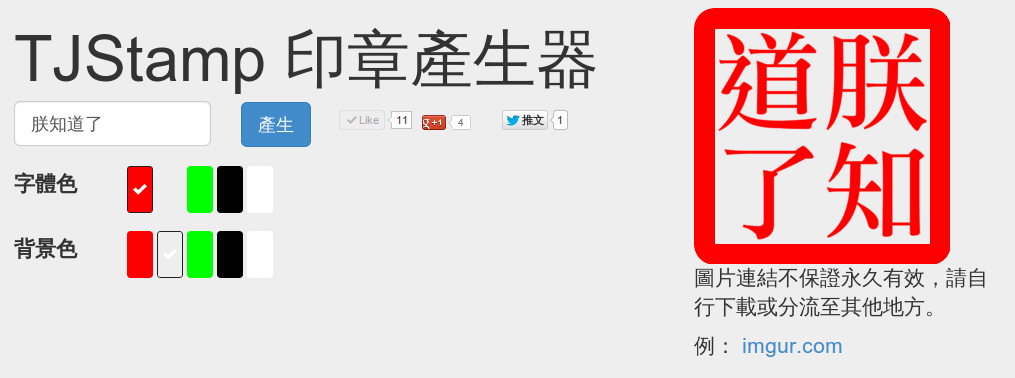 TJStamp 印章產生器
朕知道了
產生
Like
11
g +1
4
推文
1
字體色
背景色
朕知
道了
圖片連結不保證永久有效，請自
行下載或分流至其他地方。
例： imgur.com